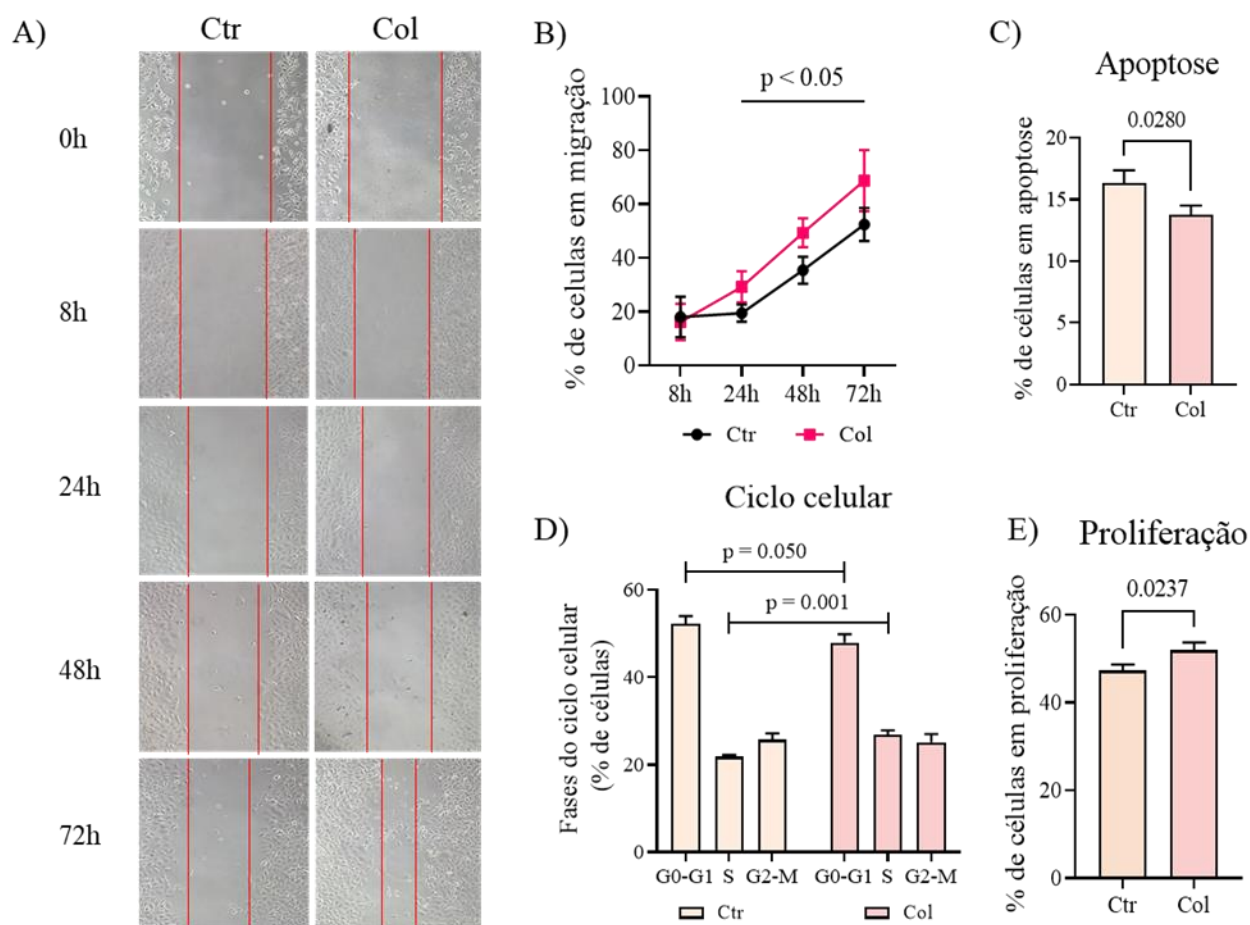 A)
Ctr
Col
0h
8h
24h
48h
72h
B)
p < 0.05
% de celulas em migração
100
80
60
40
20
0
8h 24h 48h 72h
Ctr Col
C)
Apoptose
0.0280
% de células em apoptose
20
15
10
5
0
Ctr Col
D)
Ciclo celular
p = 0.050
p = 0.001
Fases do ciclo celular
(% de células)
60
40
20
0
G0-G1 S G2-M G0-G1 S G2-M
Ctr Col
E)
Proliferação
0.0237
% de células em proliferação
60
40
20
0
Ctr Col